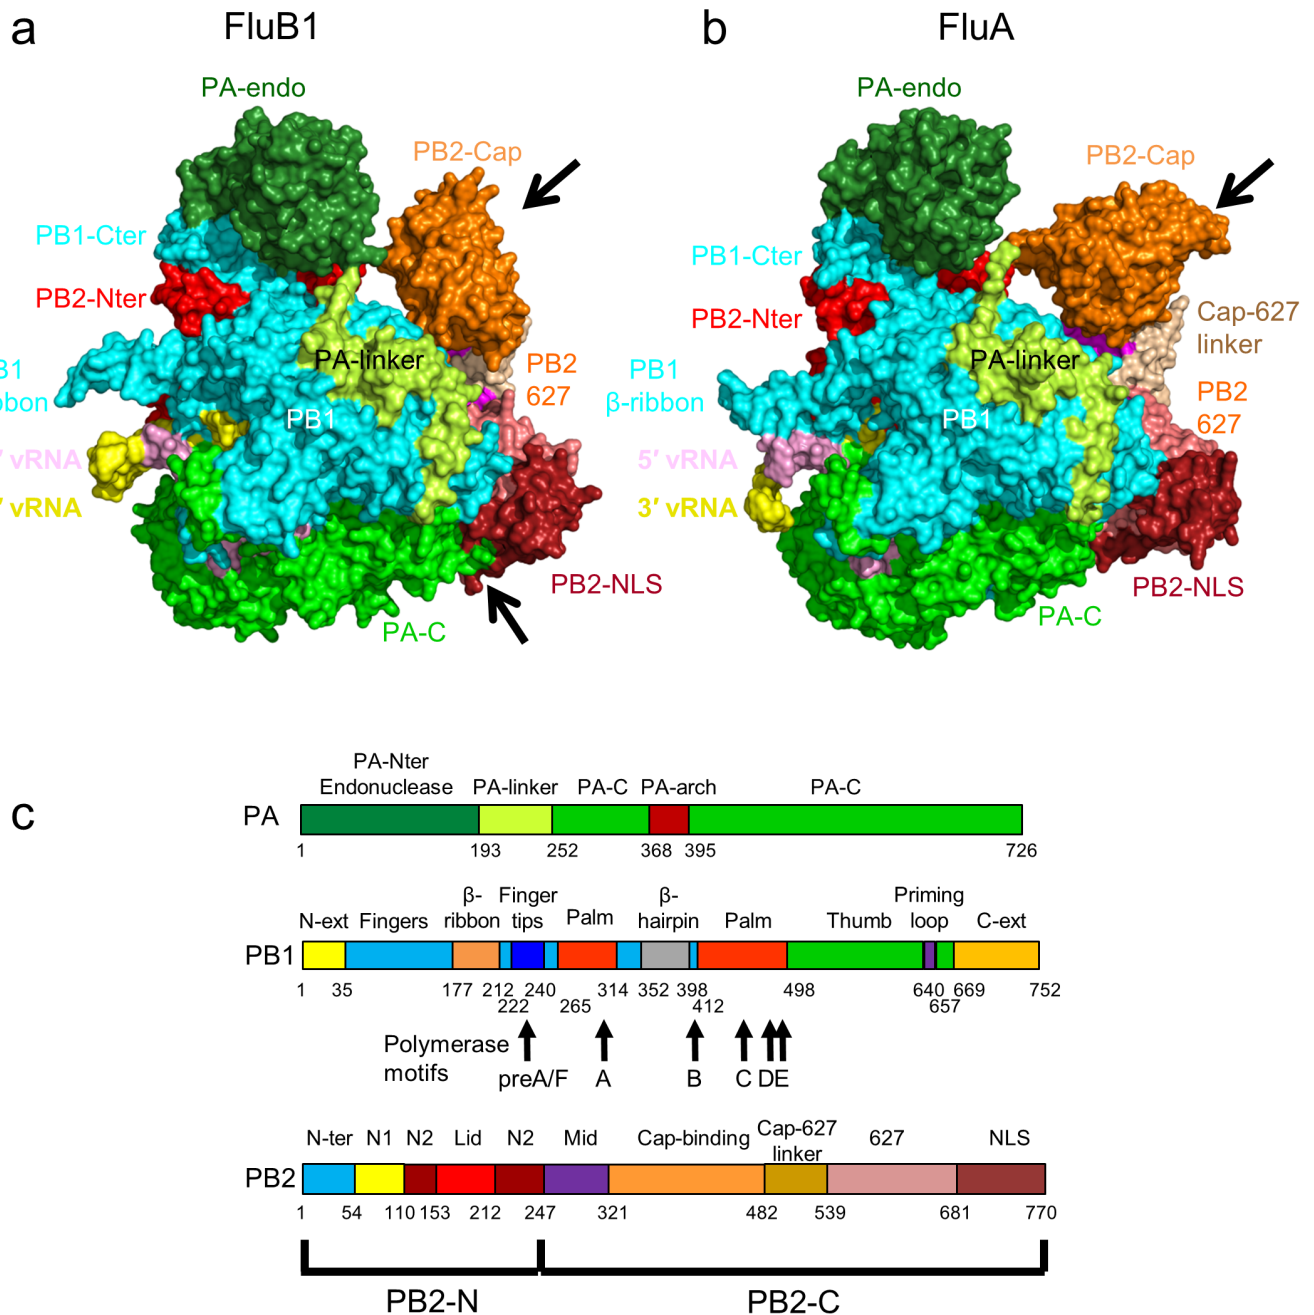 a
FluB1
b
FluA
PA-endo
PA-endo
PB2-Cap
PB2-Cap
PB1-Cter
PB1-Cter
PB2-Nter
PB2-Nter
Cap-627
linker
PA-linker
PA-linker
PB2
627
PB2
627
B1
bbon
PB1
β-ribbon
PB1
PB1
′ vRNA
5′ vRNA
′ vRNA
3′ vRNA
PB2-NLS
PB2-NLS
PA-C
PA-C
c
PA-Nter
Endonuclease
PA-linker
PA-C
PA-arch
PA-C
PA
1 193 252 368 395 726
N-ext
Fingers
β-
ribbon
Finger
tips
Palm
β-
hairpin
Palm
Thumb
Priming
loop
C-ext
PB1
1 35 177 212 240 314 352 398 498 640 669 752
222 265 412 657
Polymerase
motifs
preA/F A B C D E
N-ter N1 N2 Lid N2 Mid Cap-binding
Cap-627
linker
627 NLS
PB2
1 54 110 153 212 247 321 482 539 681 770
PB2-N
PB2-C